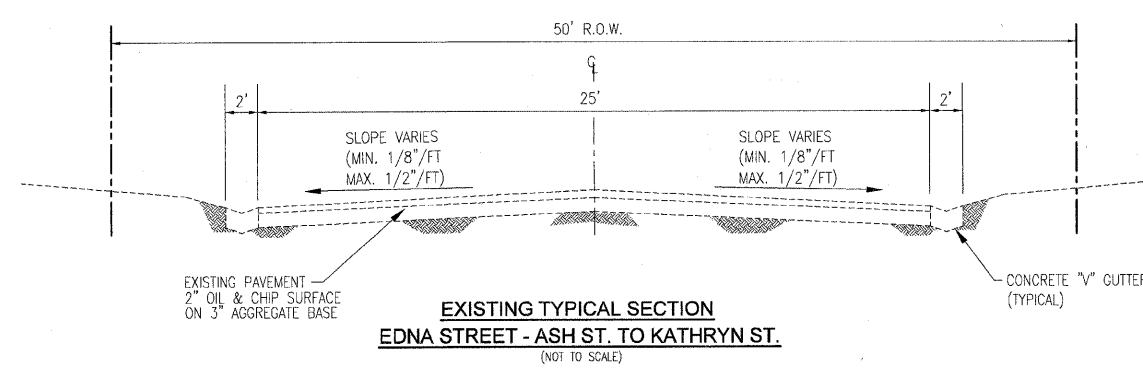 50' R.O.W.
℄
2'
25'
2'
SLOPE VARIES
(MIN. 1/8"/FT
MAX. 1/2"/FT)
SLOPE VARIES
(MIN. 1/8"/FT
MAX. 1/2"/FT)
EXISTING PAVEMENT
2" OIL & CHIP SURFACE
ON 3" AGGREGATE BASE
CONCRETE "V" GUTTER
(TYPICAL)
EXISTING TYPICAL SECTION
EDNA STREET - ASH ST. TO KATHRYN ST.
(NOT TO SCALE)